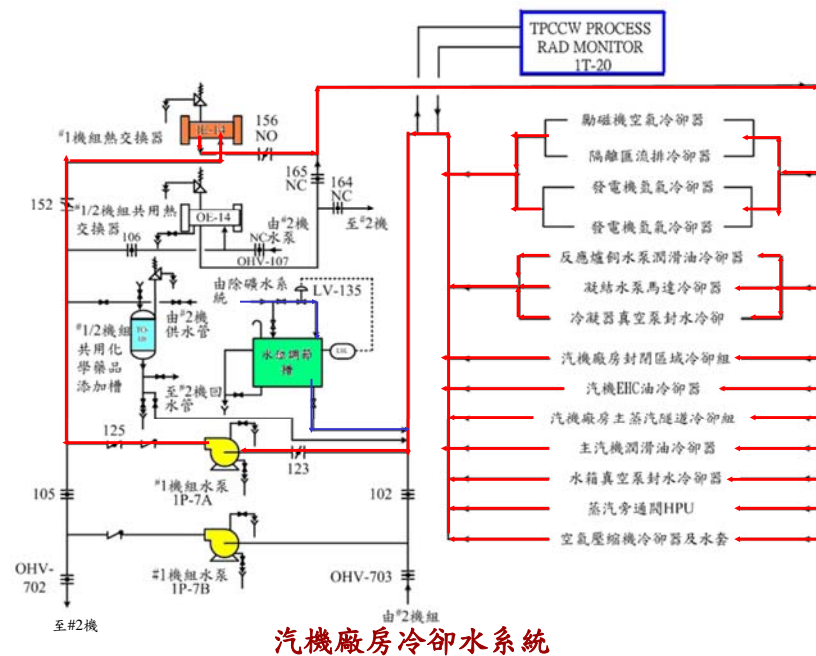 TPCCW PROCESS
RAD MONITOR
1T-20
156
NO
IE-14
#1機組熱交換器
165
NC
164
NC
152
#1/2機組共用熱
交換器
OE-14
至#2機
由#2機
水泵
106
NC
OHV-107
由除礦水系
統
LV-135
由#2機
供水管
#1/2機組
共用化
學藥品
添加槽
水位調節
槽
至#2機回
水管
125
123
#1機組水泵
1P-7A
105
102
#1機組水泵
1P-7B
OHV-
702
OHV-703
至#2機
由#2機組
勵磁機空氣冷卻器
隔離匯流排冷卻器
發電機氫氣冷卻器
發電機氫氣冷卻器
反應爐飼水泵潤滑油冷卻器
凝結水泵馬達冷卻器
冷凝器真空泵封水冷卻
汽機廠房封閉區域冷卻組
汽機EHC油冷卻器
汽機廠房主蒸汽隧道冷卻組
主汽機潤滑油冷卻器
水箱真空泵封水冷卻器
蒸汽旁通閥HPU
空氣壓縮機冷卻器及水套
汽機廠房冷卻水系統